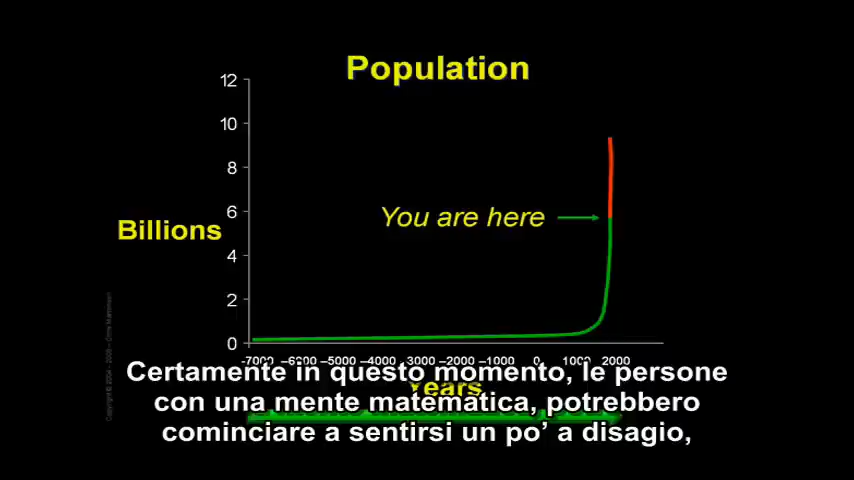 Population
12
10
8
6
4
2
0
Billions
You are here
-7000 –6000 –5000 –4000 –3000 –2000 –1000 0 1000 2000
Years
Certamente in questo momento, le persone
con una mente matematica, potrebbero
cominciare a sentirsi un po’ a disagio,